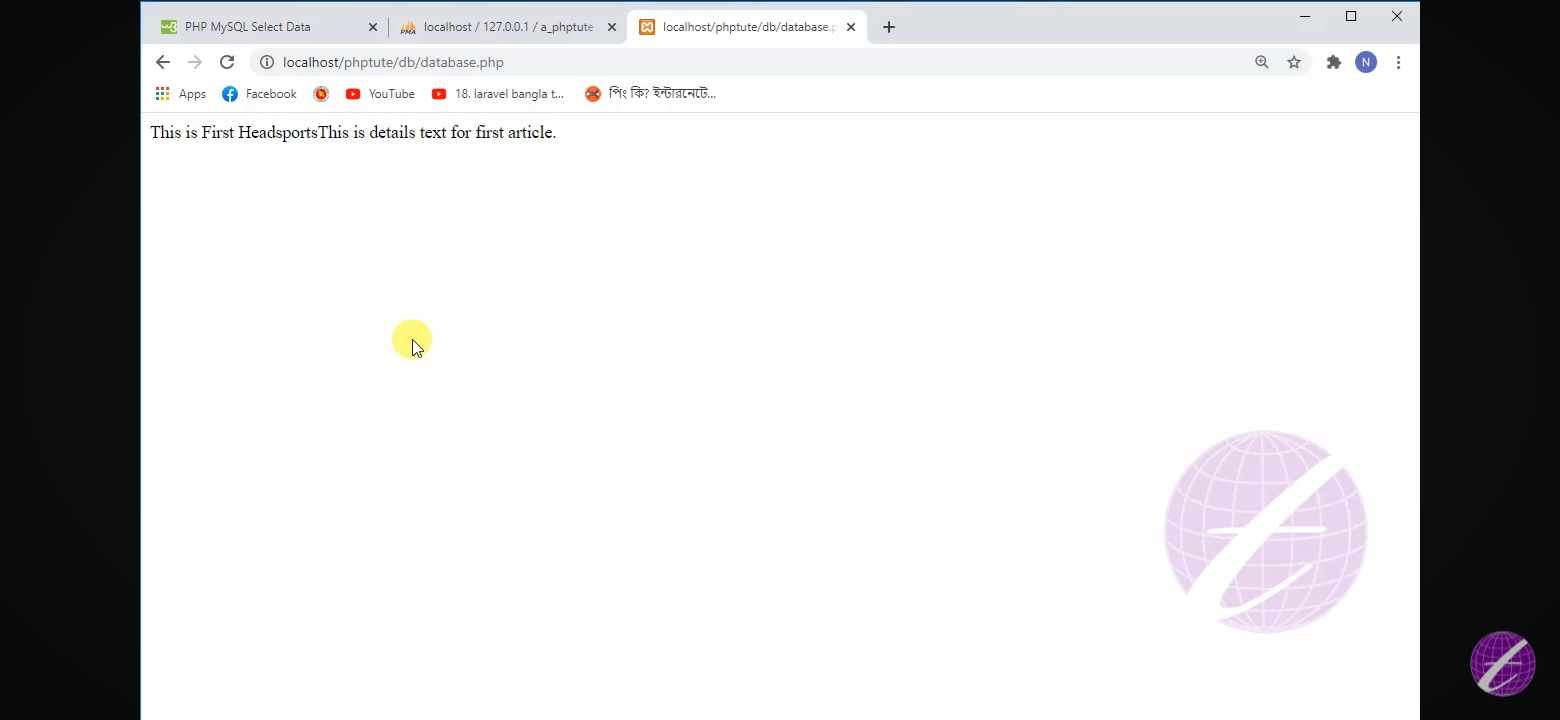 PHP MySQL Select Data
localhost / 127.0.0.1 / a_phptute
localhost/phptute/db/database.p
localhost/phptute/db/database.php
N
Apps
Facebook
YouTube
18. laravel bangla t...
পিং কি? ইন্টারনেটে...
This is First HeadsportsThis is details text for first article.